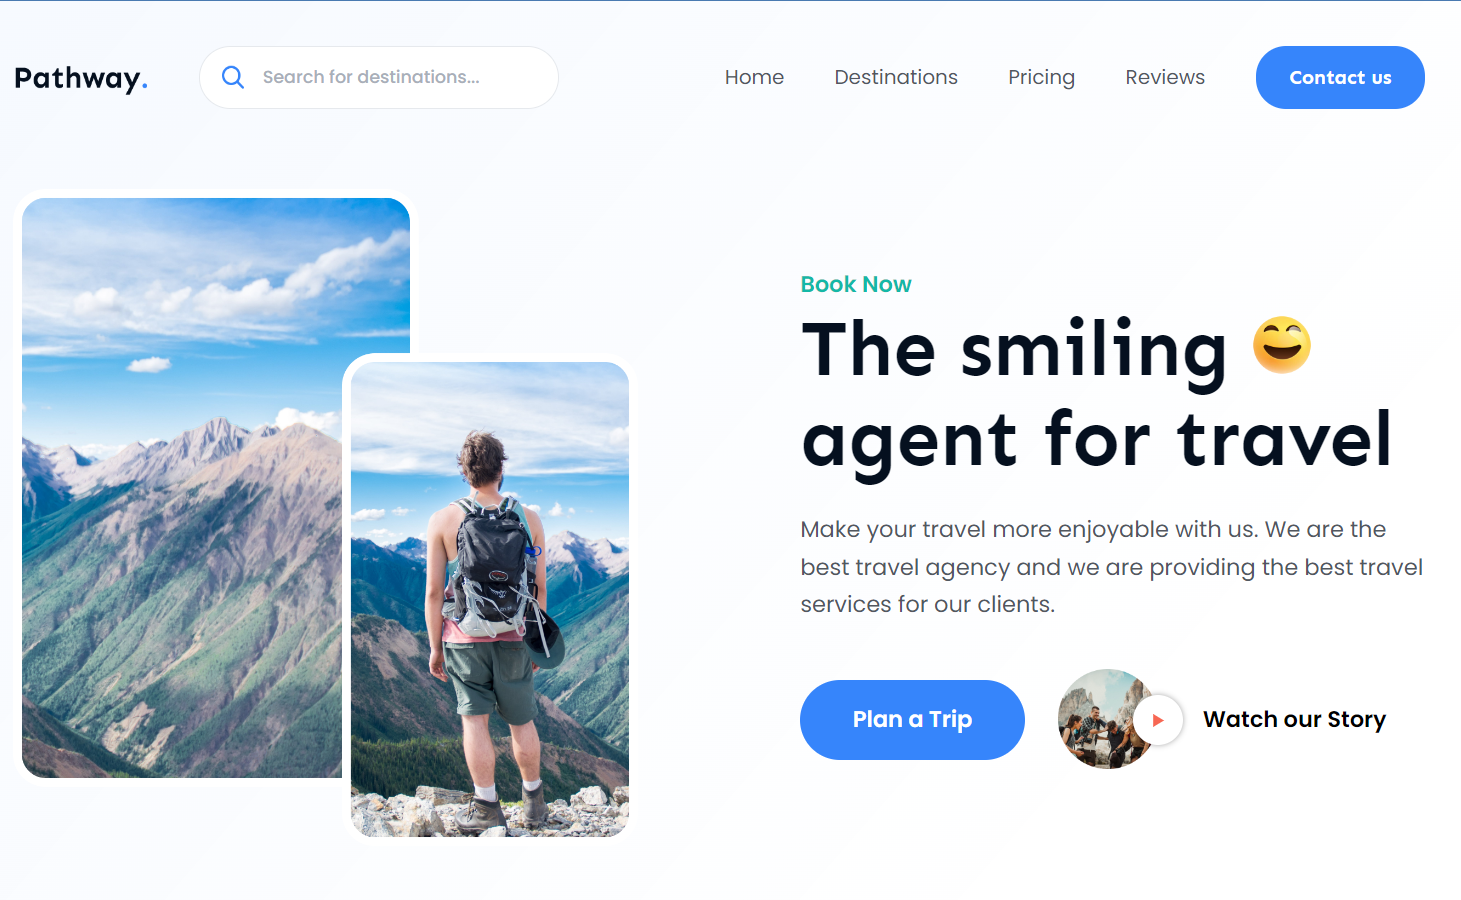 Pathway.
Search for destinations...
Home
Destinations
Pricing
Reviews
Contact us
Book Now
The smiling 😄
agent for travel
Make your travel more enjoyable with us. We are the
best travel agency and we are providing the best travel
services for our clients.
Plan a Trip
Watch our Story